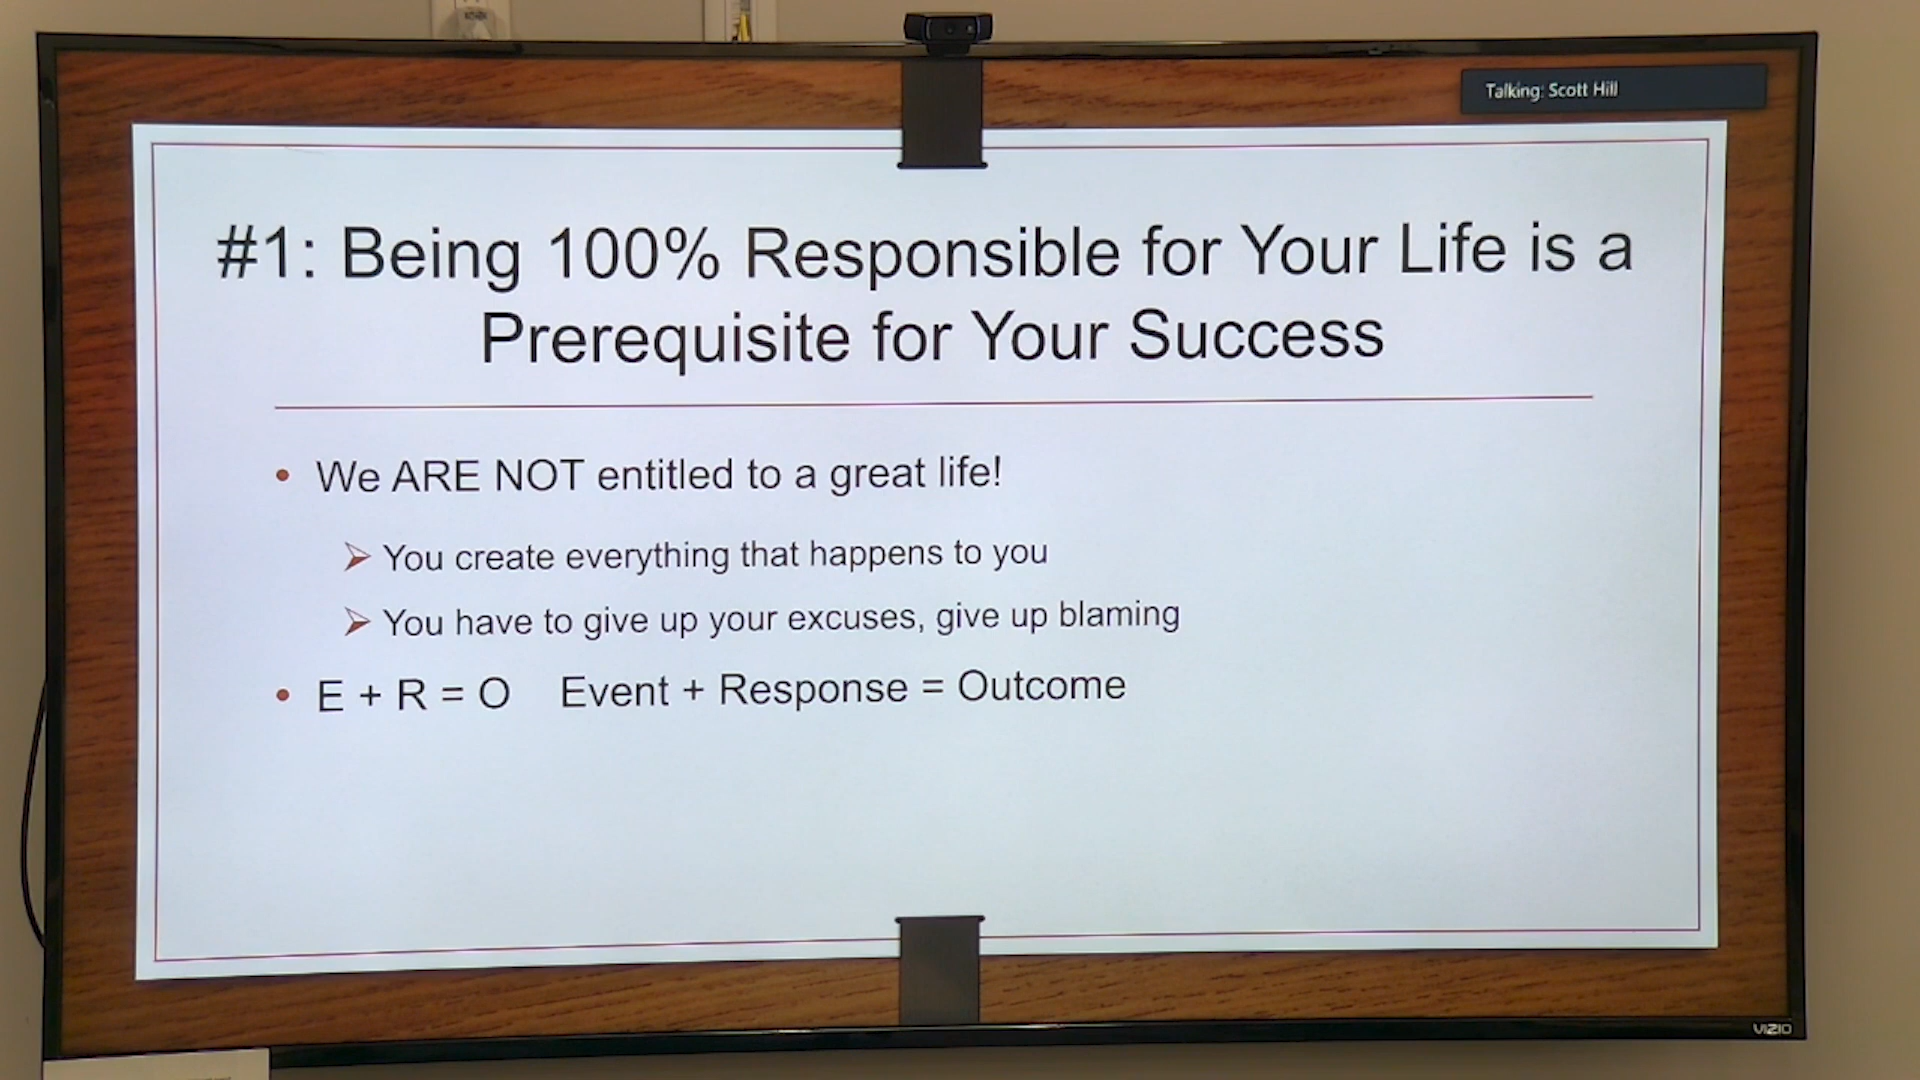 Talking: Scott Hill
#1: Being 100% Responsible for Your Life is a
Prerequisite for Your Success
• We ARE NOT entitled to a great life!
➢ You create everything that happens to you
➢ You have to give up your excuses, give up blaming
• E + R = O Event + Response = Outcome
VIZIO